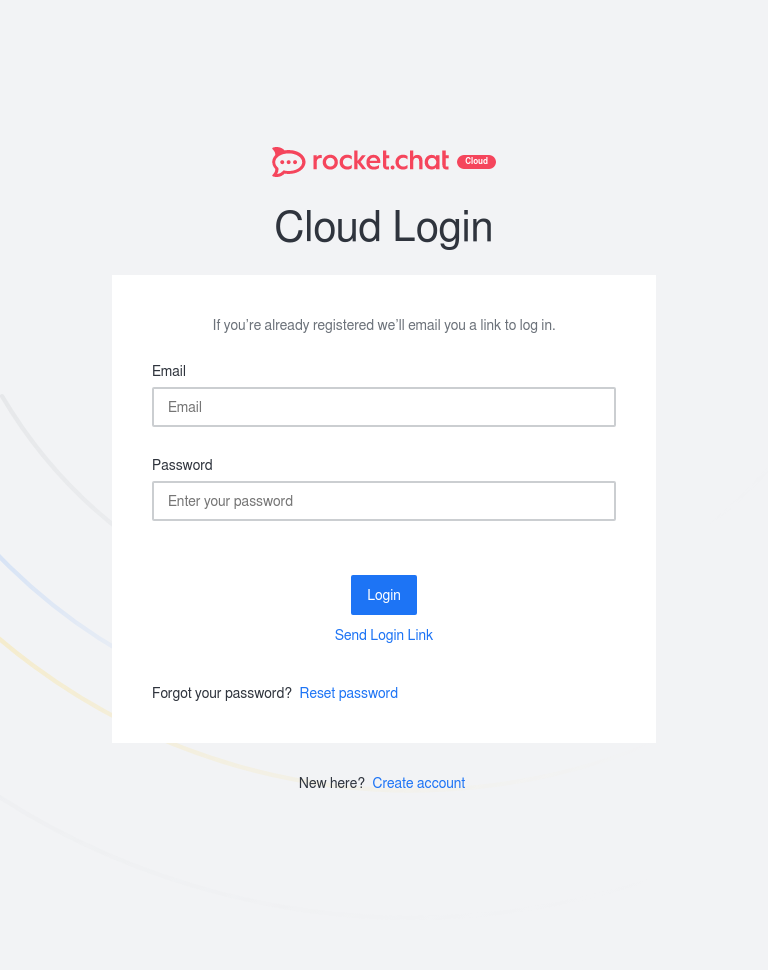 rocket.chat Cloud
Cloud Login
If you’re already registered we’ll email you a link to log in.
Email
Email
Password
Enter your password
Login
Send Login Link
Forgot your password? Reset password
New here? Create account